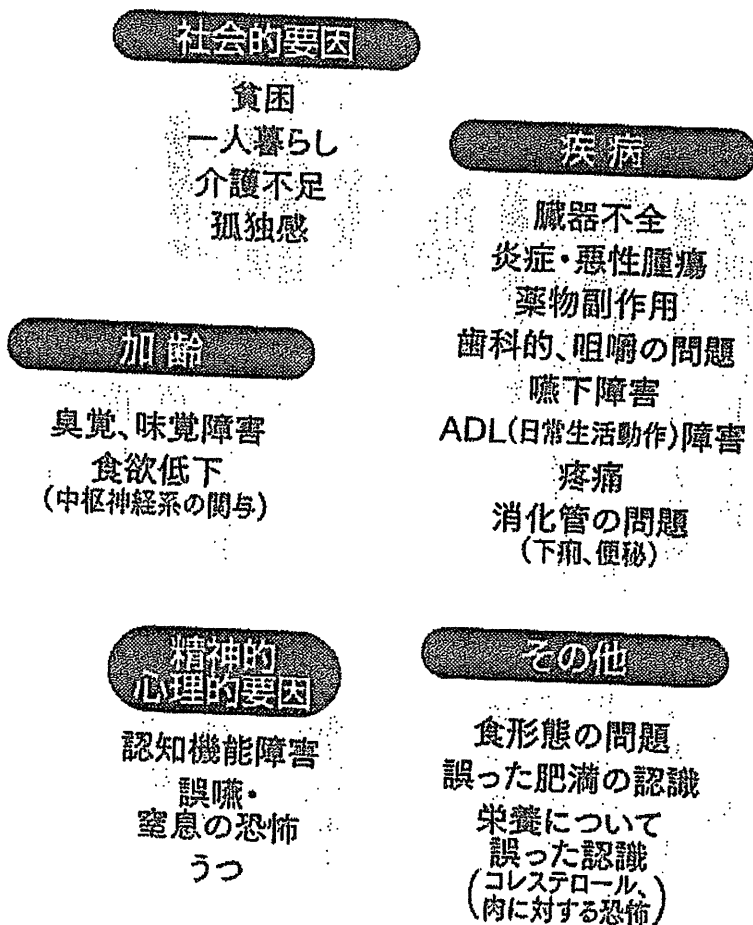 社会的要因
貧困
一人暮らし
介護不足
孤独感
疾病
臓器不全
炎症・悪性腫瘍
薬物副作用
歯科的、咀嚼の問題
嚥下障害
ADL(日常生活動作)障害
疼痛
消化管の問題
(下痢、便秘)
加齢
臭覚、味覚障害
食欲低下
(中枢神経系の関与)
精神的
心理的要因
認知機能障害
誤嚥・
窒息の恐怖
うつ
その他
食形態の問題
誤った肥満の認識
栄養について
誤った認識
(コレステロール、
肉に対する恐怖)